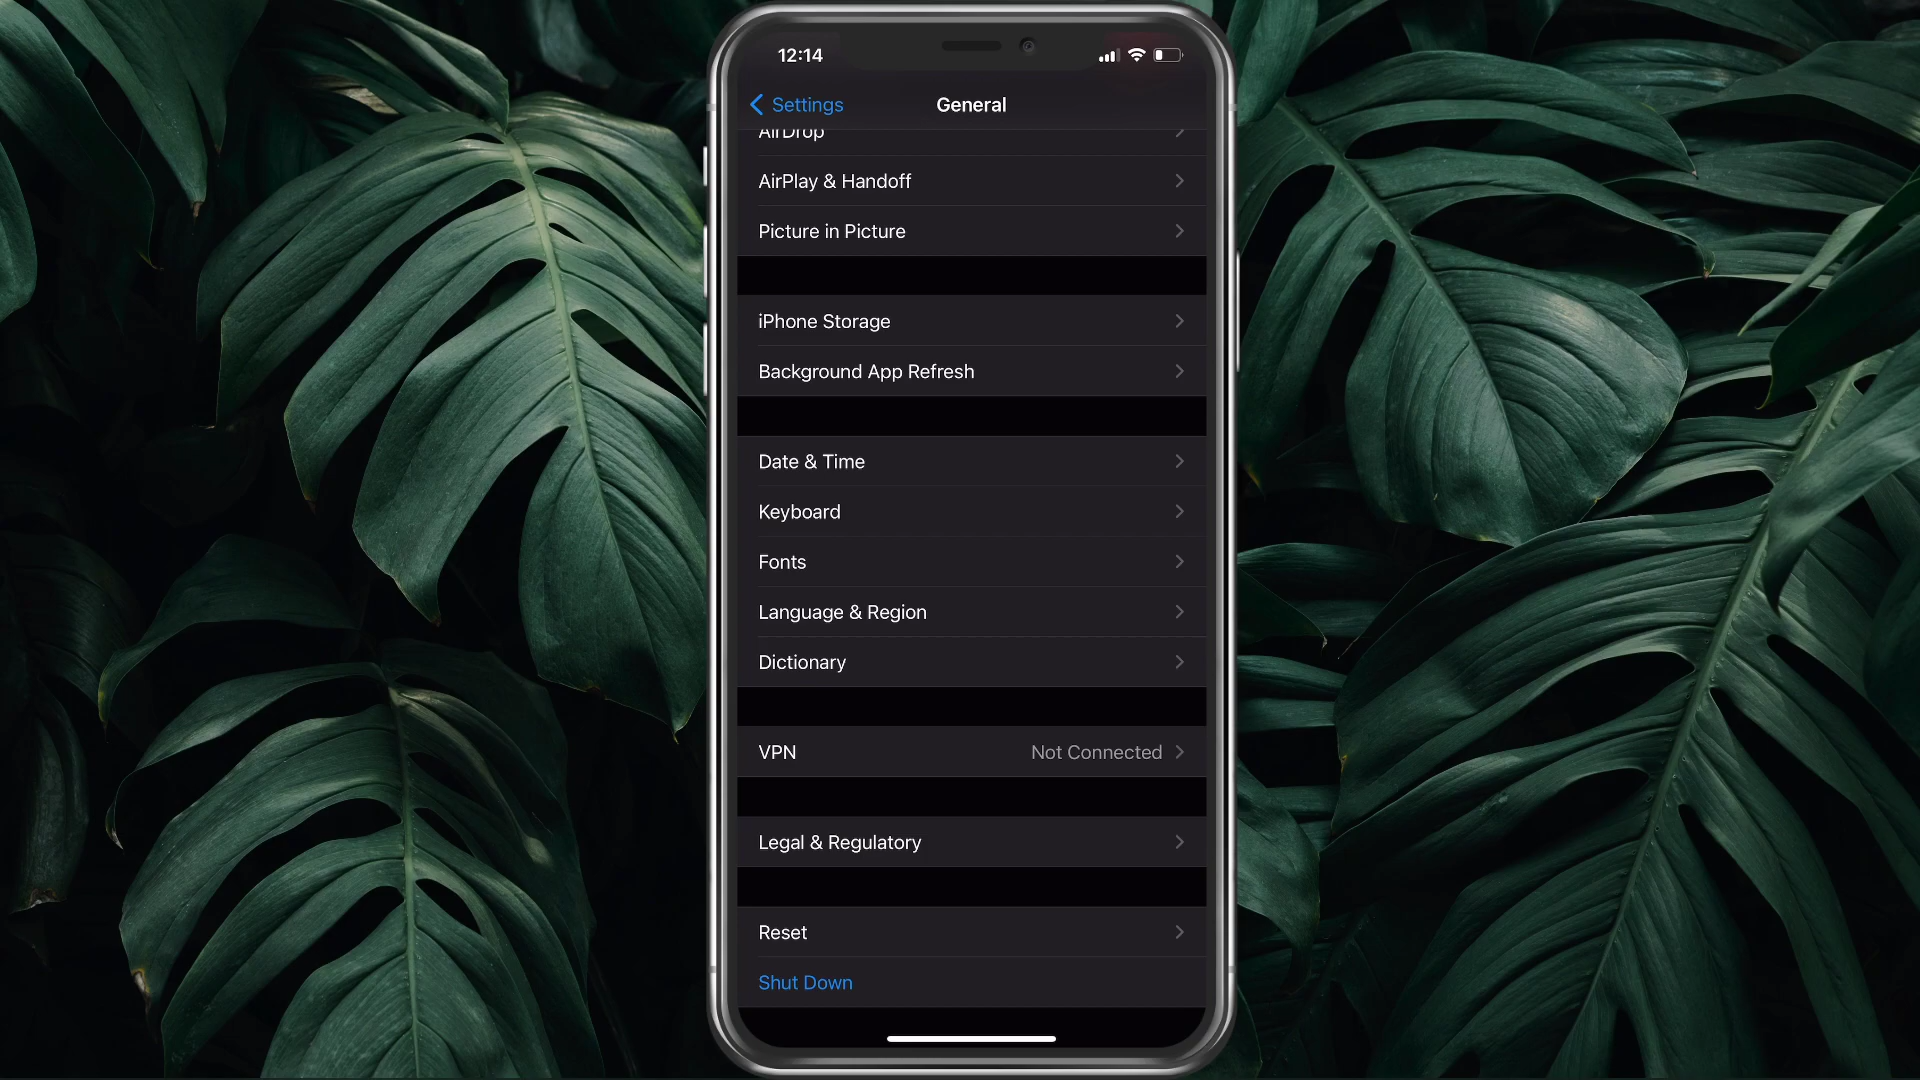 12:14
Settings
General
AirDrop
AirPlay & Handoff
Picture in Picture
iPhone Storage
Background App Refresh
Date & Time
Keyboard
Fonts
Language & Region
Dictionary
VPN Not Connected
Legal & Regulatory
Reset
Shut Down